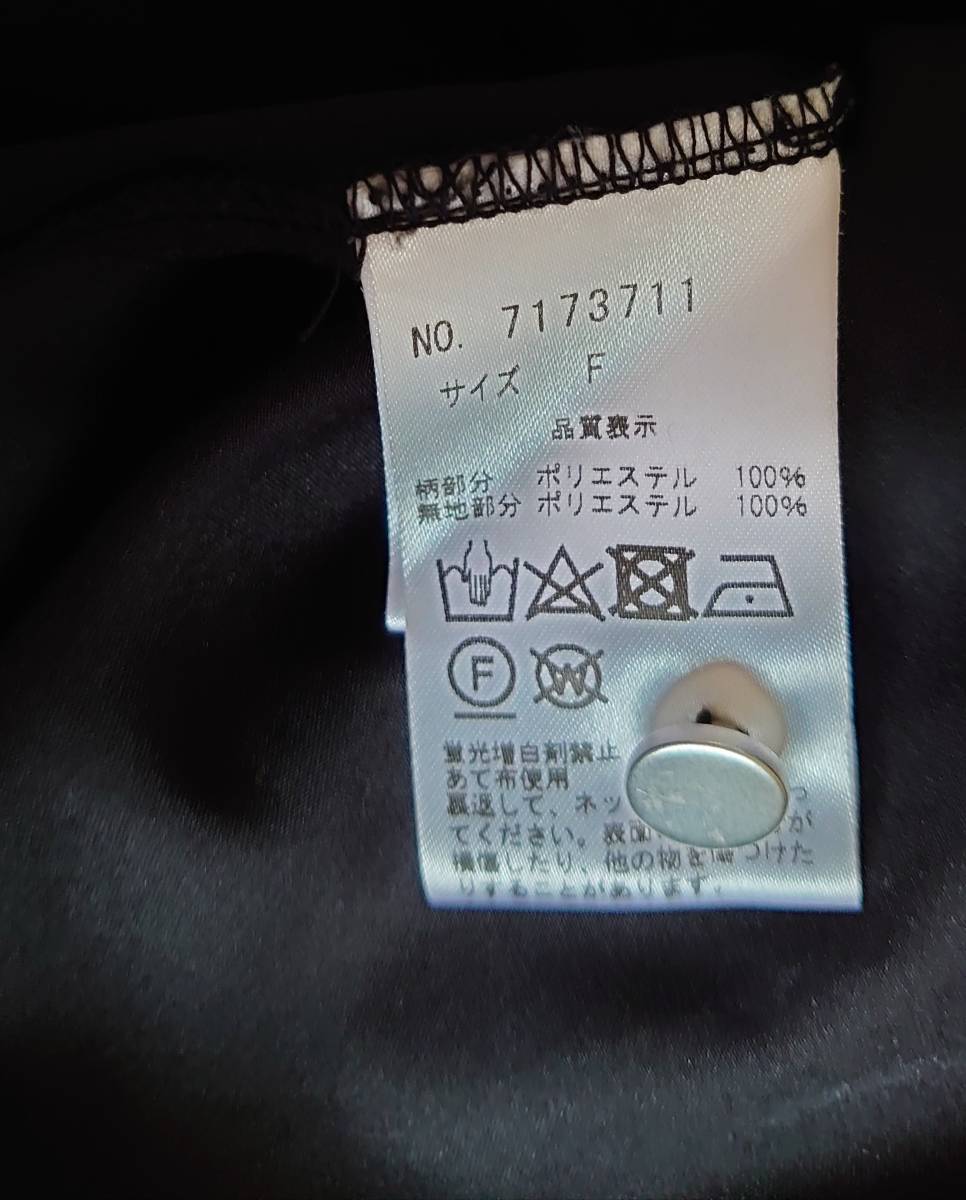 NO. 7173711
サイズ F
品質表示
柄部分 ポリエステル 100%
無地部分 ポリエステル 100%
F W
蛍光増白剤禁止
あて布使用
裏返して、ネッ っ
てください。表面 が
損傷したり、他の物を傷つけた
りすることがあります。